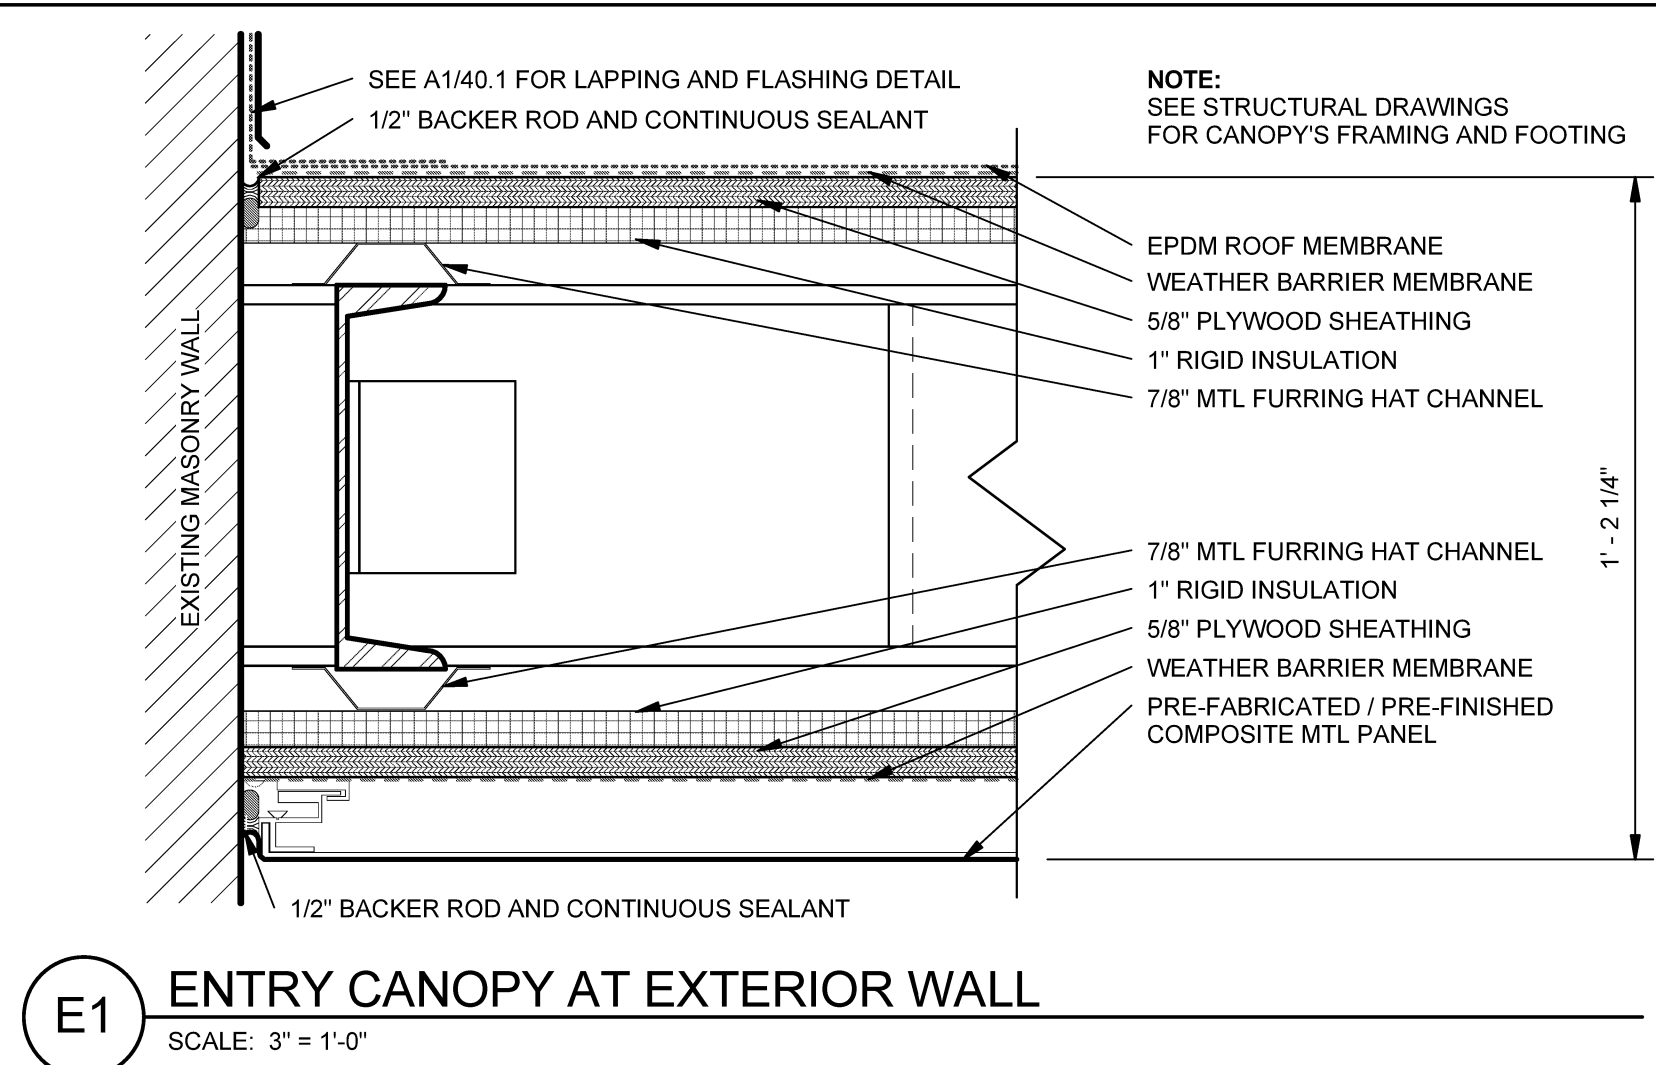 SEE A1/40.1 FOR LAPPING AND FLASHING DETAIL
1/2" BACKER ROD AND CONTINUOUS SEALANT
NOTE:
SEE STRUCTURAL DRAWINGS
FOR CANOPY'S FRAMING AND FOOTING
EPDM ROOF MEMBRANE
WEATHER BARRIER MEMBRANE
5/8" PLYWOOD SHEATHING
1" RIGID INSULATION
7/8" MTL FURRING HAT CHANNEL
EXISTING MASONRY WALL
1' - 2 1/4"
7/8" MTL FURRING HAT CHANNEL
1" RIGID INSULATION
5/8" PLYWOOD SHEATHING
WEATHER BARRIER MEMBRANE
PRE-FABRICATED / PRE-FINISHED
COMPOSITE MTL PANEL
1/2" BACKER ROD AND CONTINUOUS SEALANT
E1
ENTRY CANOPY AT EXTERIOR WALL
SCALE: 3" = 1'-0"